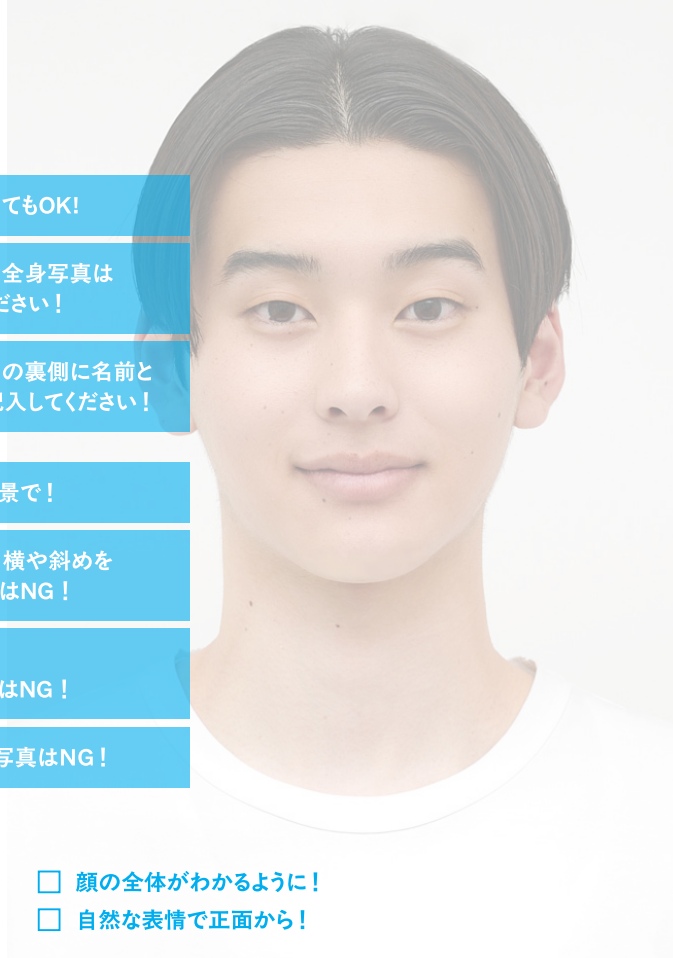 てもOK!
全身写真は
ださい！
の裏側に名前と
記入してください！
景で！
横や斜めを
はNG！
はNG！
写真はNG！
□ 顔の全体がわかるように！
□ 自然な表情で正面から！